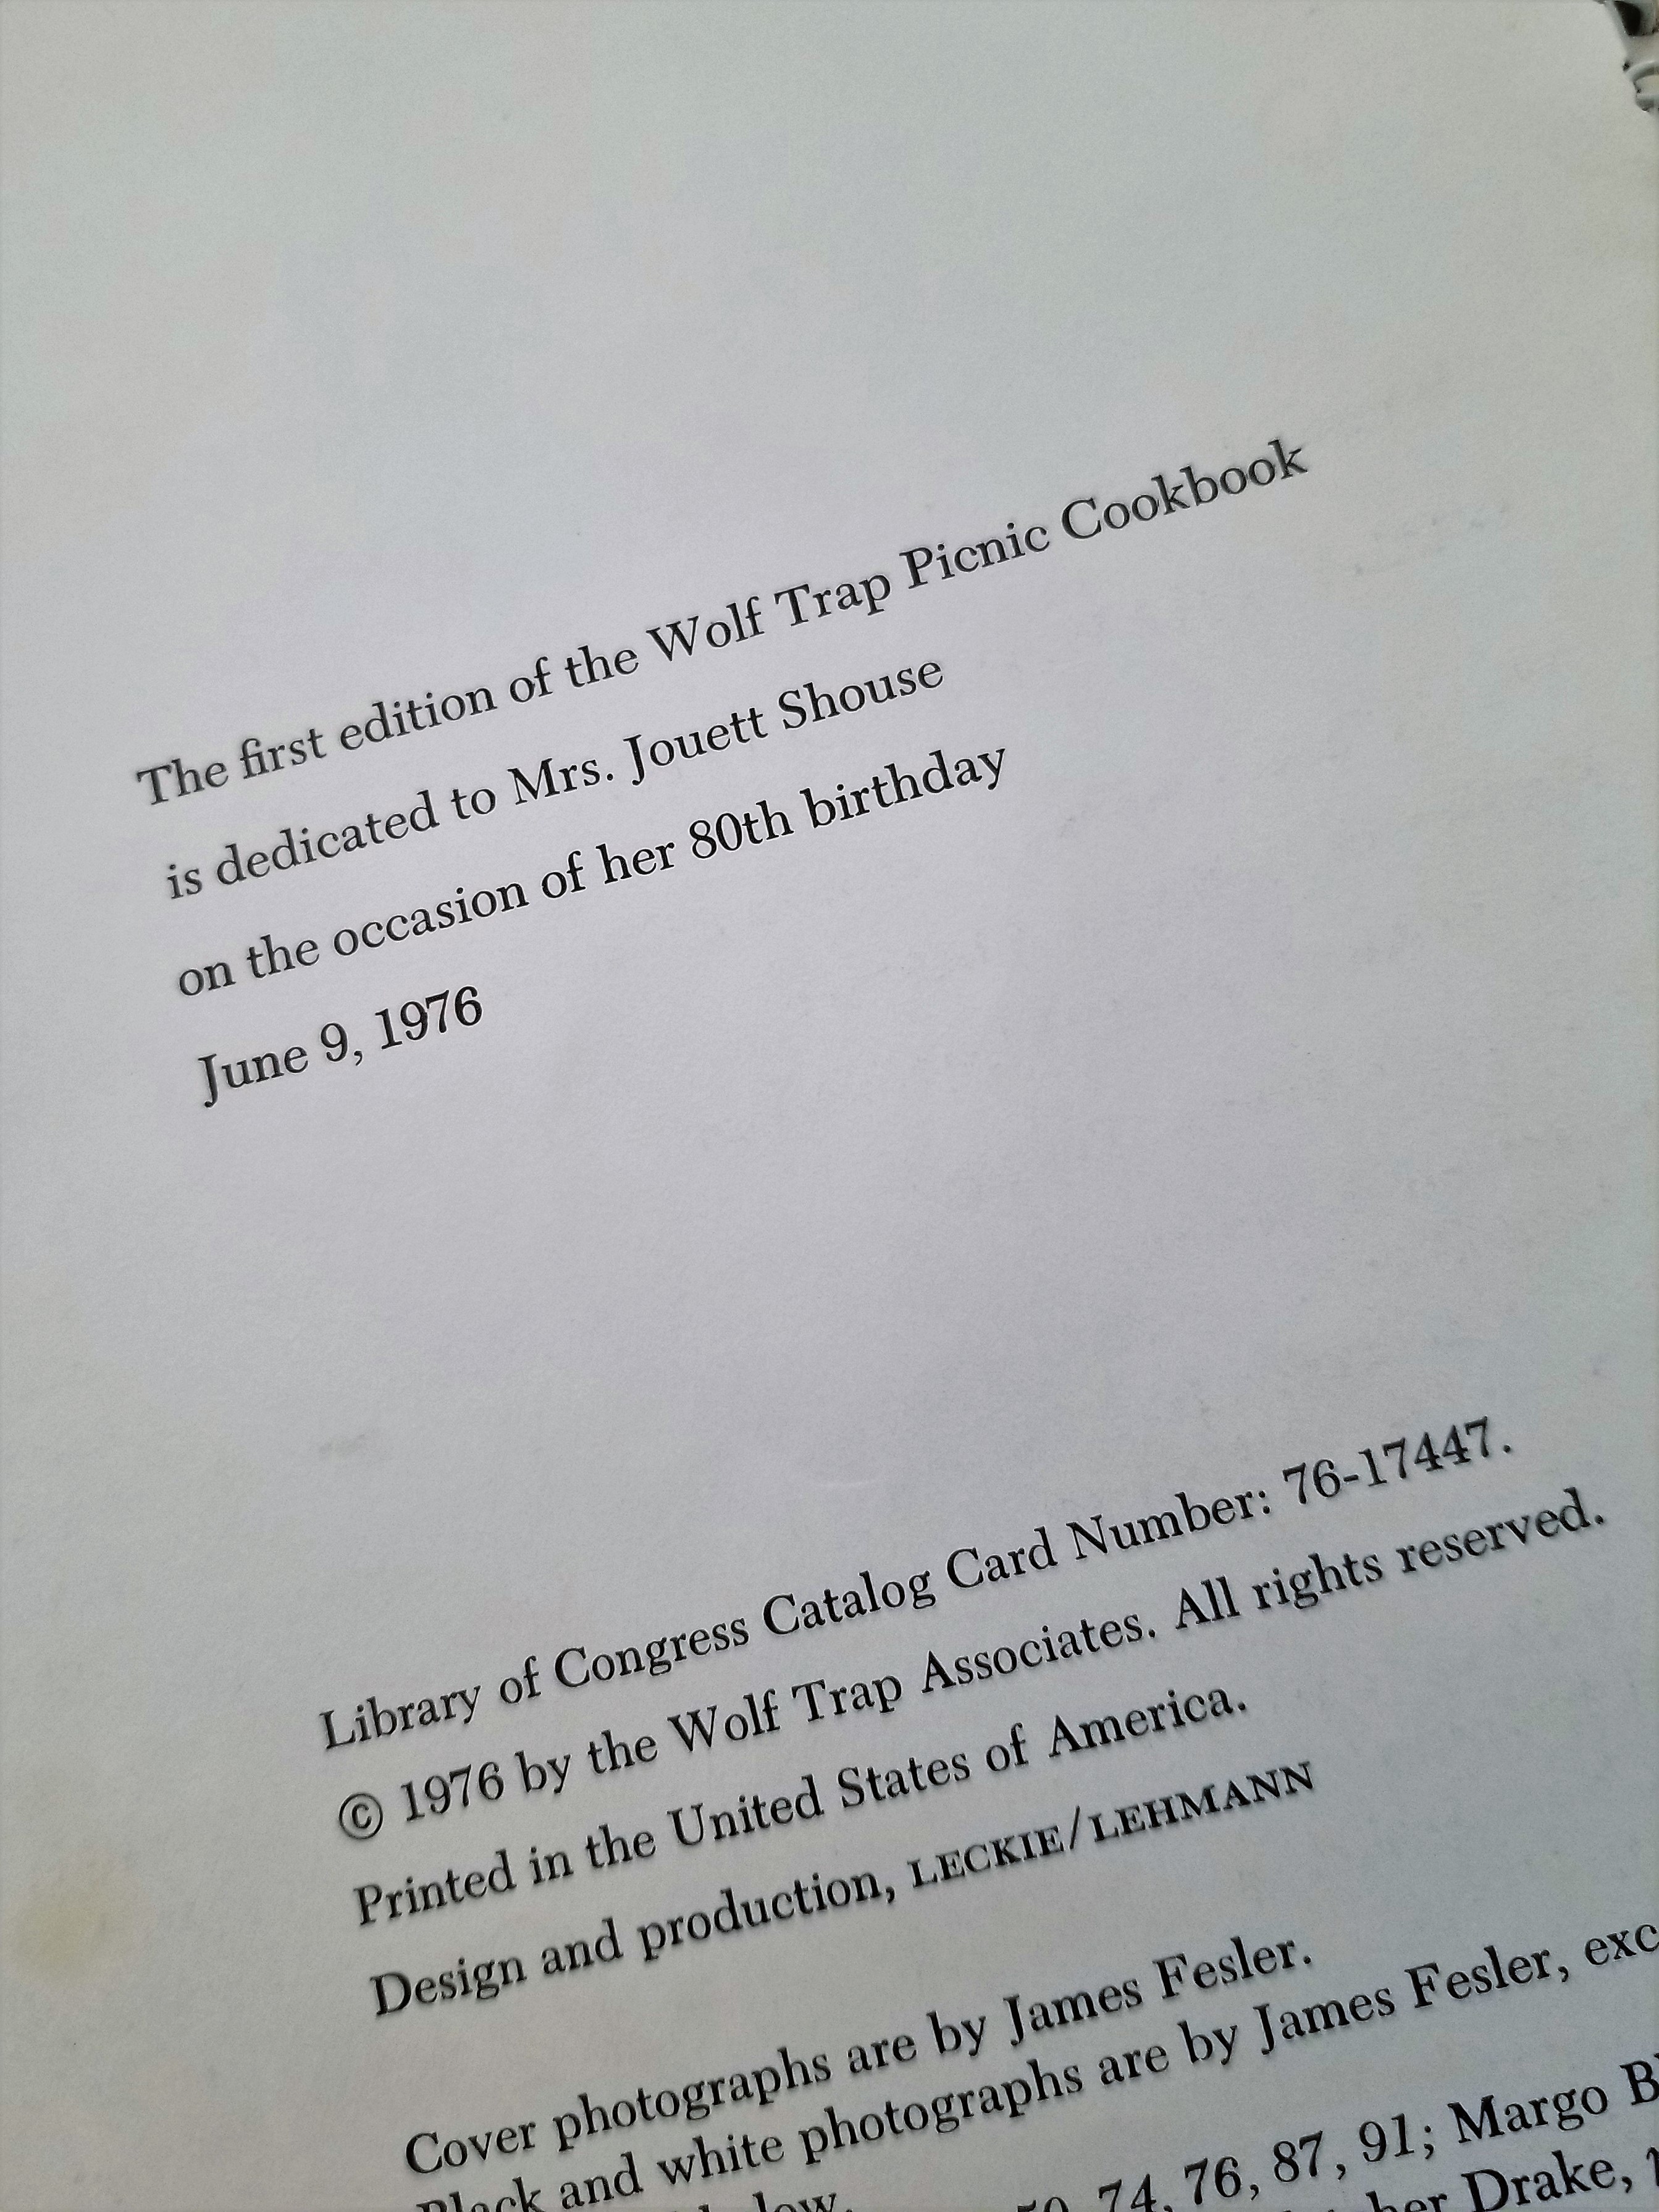 The first edition of the Wolf Trap Picnic Cookbook
is dedicated to Mrs. Jouett Shouse
on the occasion of her 80th birthday
June 9, 1976
Library of Congress Catalog Card Number: 76-17447.
© 1976 by the Wolf Trap Associates. All rights reserved.
Printed in the United States of America.
Design and production, LECKIE/LEHMANN
Cover photographs are by James Fesler.
Black and white photographs are by James Fesler, exc
74, 76, 87, 91; Margo
Drake,